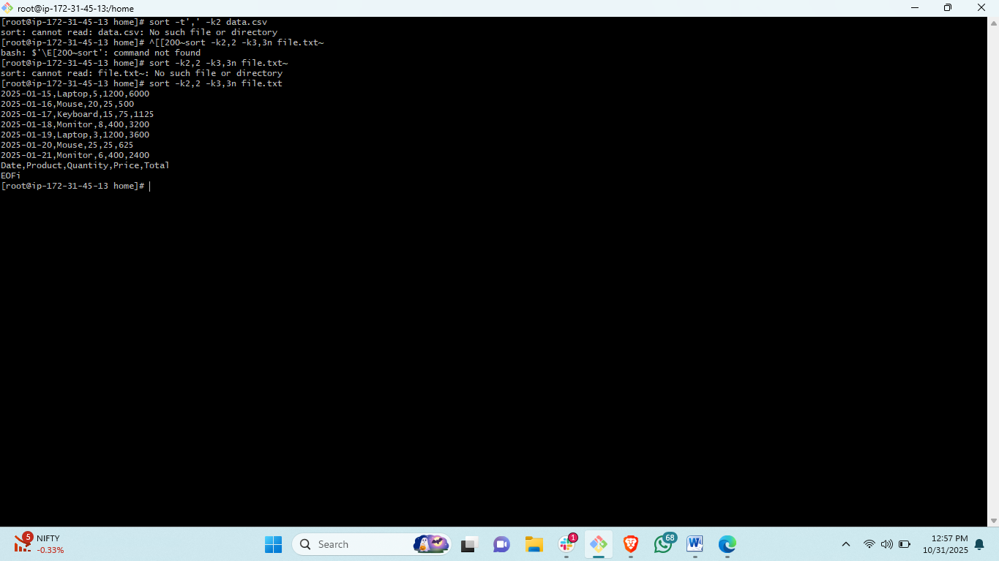 root@ip-172-31-45-13:/home
[root@ip-172-31-45-13 home]# sort -t',' -k2 data.csv
sort: cannot read: data.csv: No such file or directory
[root@ip-172-31-45-13 home]# ^[[200~sort -k2,2 -k3,3n file.txt~
bash: $'\E[200~sort': command not found
[root@ip-172-31-45-13 home]# sort -k2,2 -k3,3n file.txt~
sort: cannot read: file.txt~: No such file or directory
[root@ip-172-31-45-13 home]# sort -k2,2 -k3,3n file.txt
2025-01-15,Laptop,5,1200,6000
2025-01-16,Mouse,20,25,500
2025-01-17,Keyboard,15,75,1125
2025-01-18,Monitor,8,400,3200
2025-01-19,Laptop,3,1200,3600
2025-01-20,Mouse,25,25,625
2025-01-21,Monitor,6,400,2400
Date,Product,Quantity,Price,Total
EOFi
[root@ip-172-31-45-13 home]#
5
NIFTY
-0.33%
Search
1
68
12:57 PM
10/31/2025